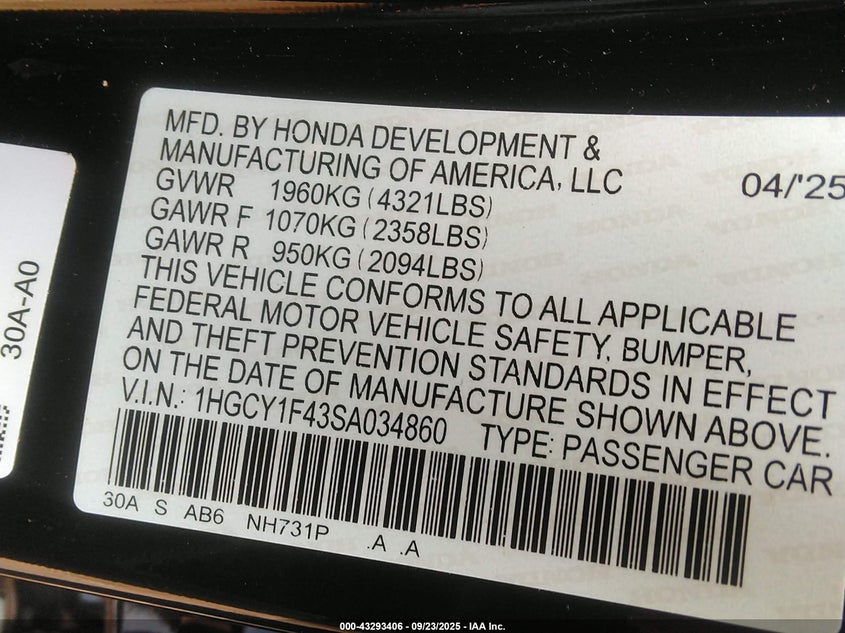 MFD. BY HONDA DEVELOPMENT &
MANUFACTURING OF AMERICA, LLC
04/'25
GVWR 1960KG (4321LBS)
GAWR F 1070KG (2358LBS)
GAWR R 950KG (2094LBS)
THIS VEHICLE CONFORMS TO ALL APPLICABLE
FEDERAL MOTOR VEHICLE SAFETY, BUMPER,
AND THEFT PREVENTION STANDARDS IN EFFECT
ON THE DATE OF MANUFACTURE SHOWN ABOVE.
V.I.N.: 1HGCY1F43SA034860 TYPE: PASSENGER CAR
30A S AB6 NH731P .A .A
30A-A0
000-43293406 - 09/23/2025 - IAA Inc.